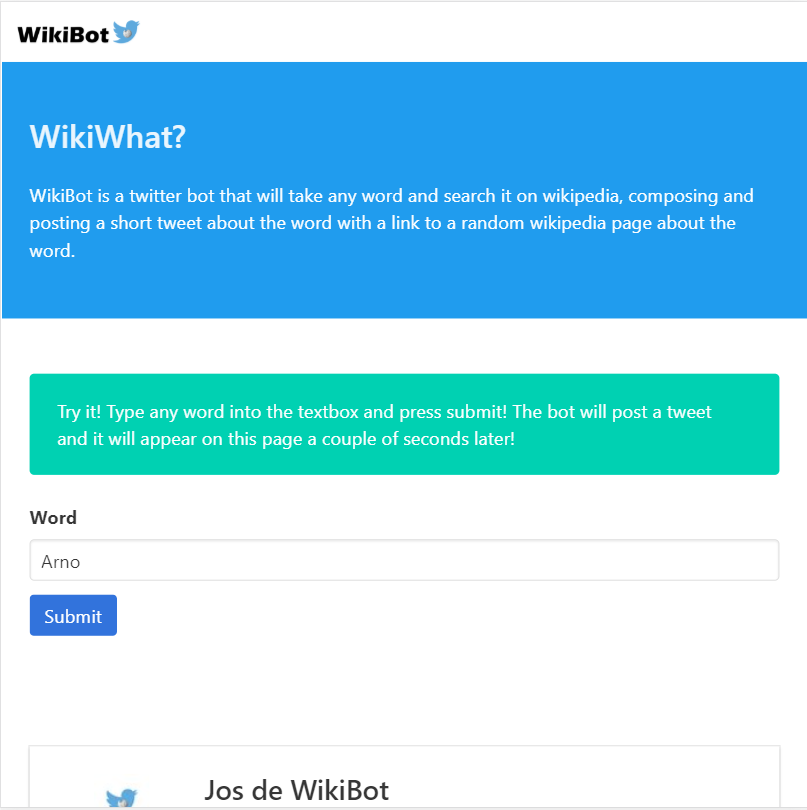 WikiBot
WikiWhat?
WikiBot is a twitter bot that will take any word and search it on wikipedia, composing and
posting a short tweet about the word with a link to a random wikipedia page about the
word.
Try it! Type any word into the textbox and press submit! The bot will post a tweet
and it will appear on this page a couple of seconds later!
Word
Arno
Submit
Jos de WikiBot